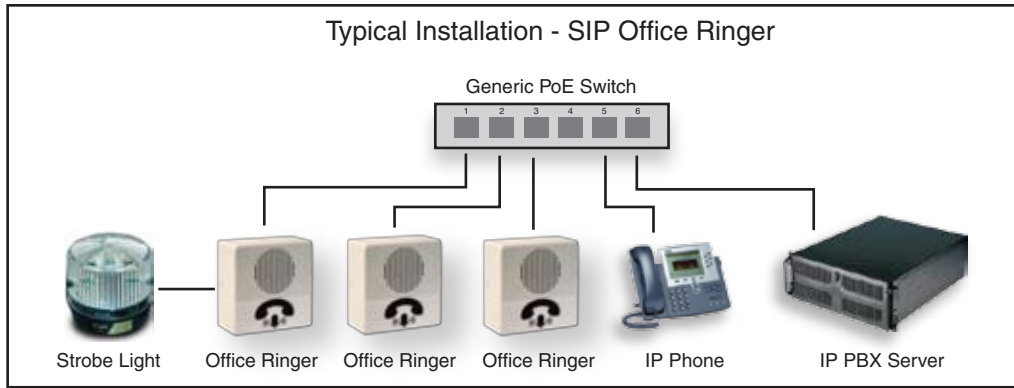 Typical Installation - SIP Office Ringer
Generic PoE Switch
1 2 3 4 5 6
Strobe Light Office Ringer Office Ringer Office Ringer IP Phone IP PBX Server